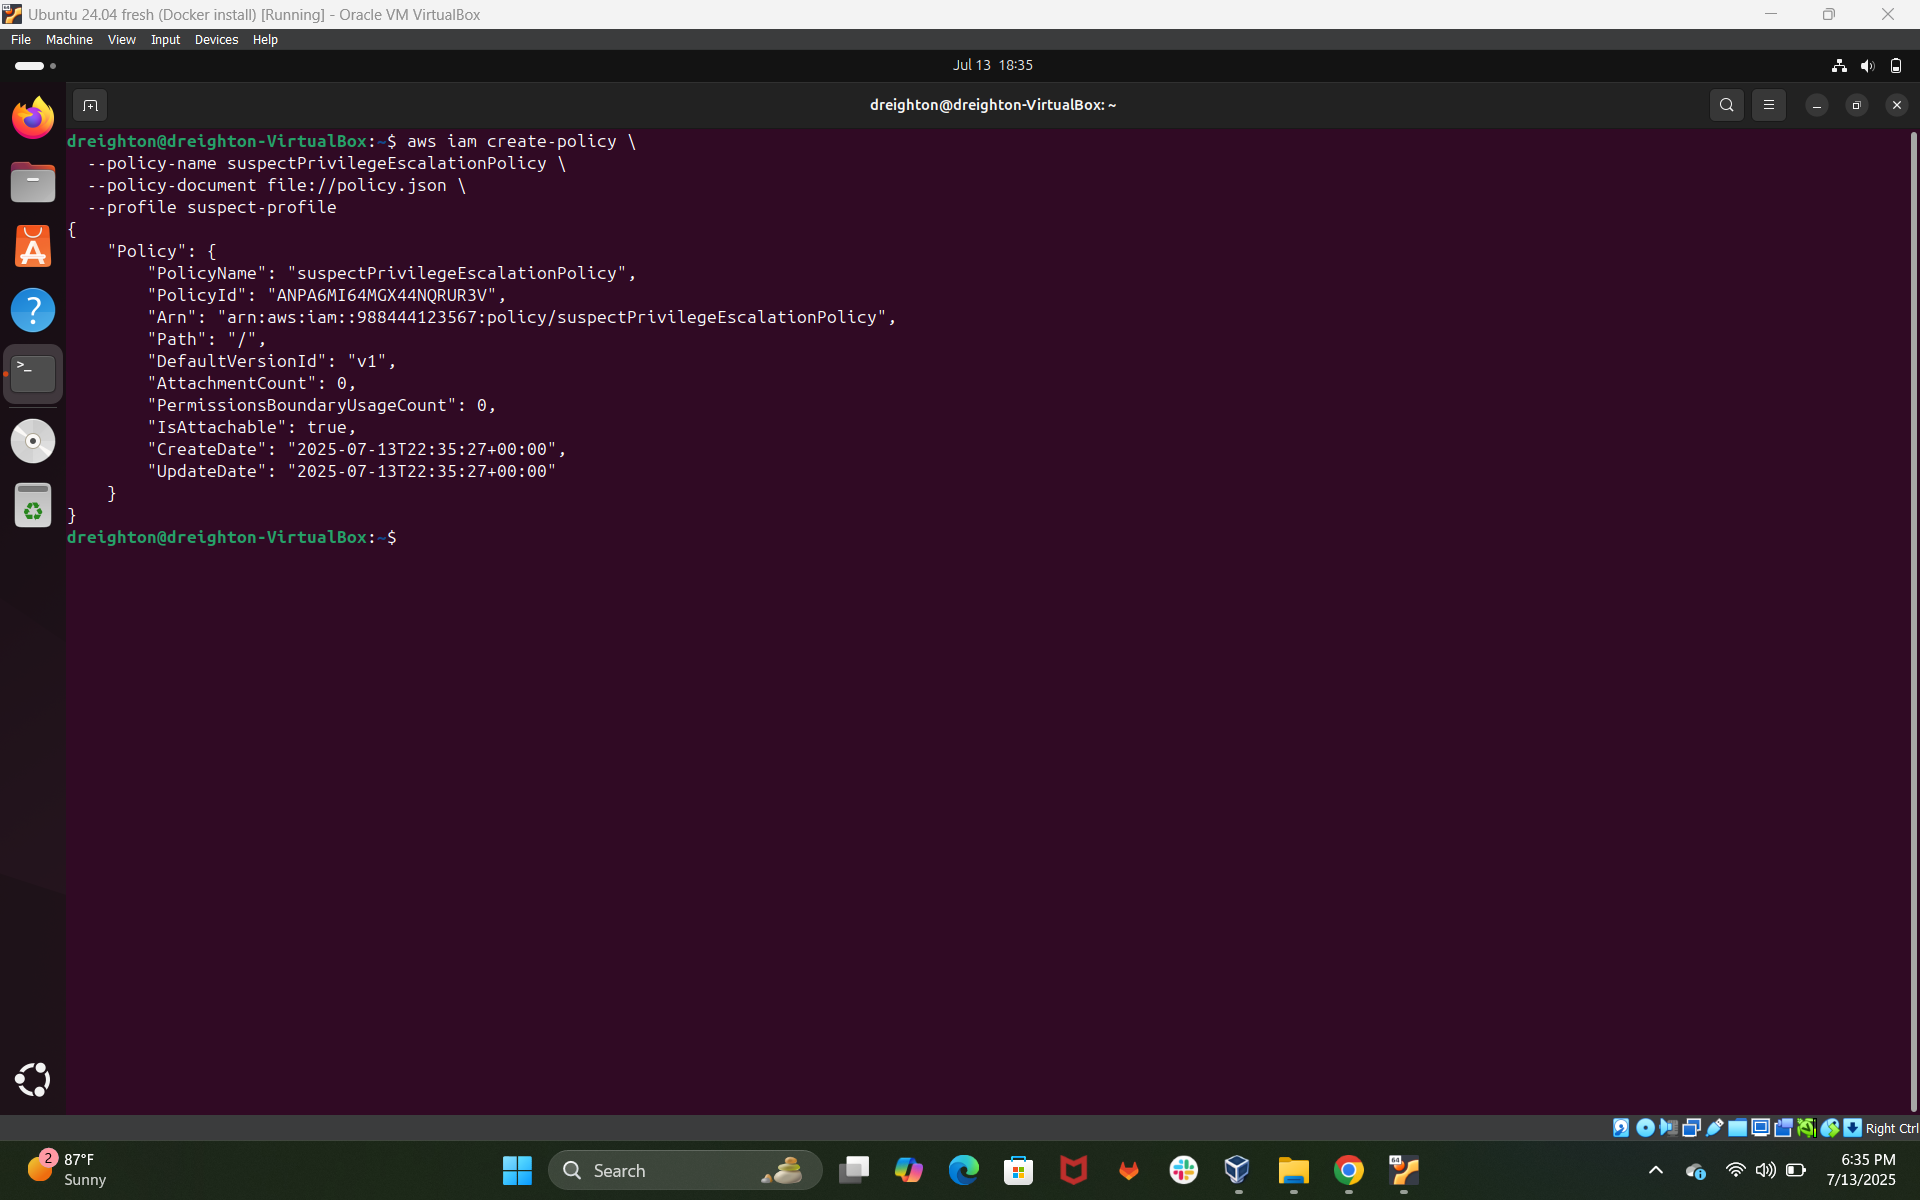 Ubuntu 24.04 fresh (Docker install) [Running] - Oracle VM VirtualBox
File Machine View Input Devices Help
Jul 13 18:35
dreighton@dreighton-VirtualBox: ~
dreighton@dreighton-VirtualBox:~$ aws iam create-policy \
  --policy-name suspectPrivilegeEscalationPolicy \
  --policy-document file://policy.json \
  --profile suspect-profile
{
    "Policy": {
        "PolicyName": "suspectPrivilegeEscalationPolicy",
        "PolicyId": "ANPA6MI64MGX44NQRUR3V",
        "Arn": "arn:aws:iam::988444123567:policy/suspectPrivilegeEscalationPolicy",
        "Path": "/",
        "DefaultVersionId": "v1",
        "AttachmentCount": 0,
        "PermissionsBoundaryUsageCount": 0,
        "IsAttachable": true,
        "CreateDate": "2025-07-13T22:35:27+00:00",
        "UpdateDate": "2025-07-13T22:35:27+00:00"
    }
}
dreighton@dreighton-VirtualBox:~$
Right Ctrl
2
87°F
Sunny
Search
64
6:35 PM
7/13/2025